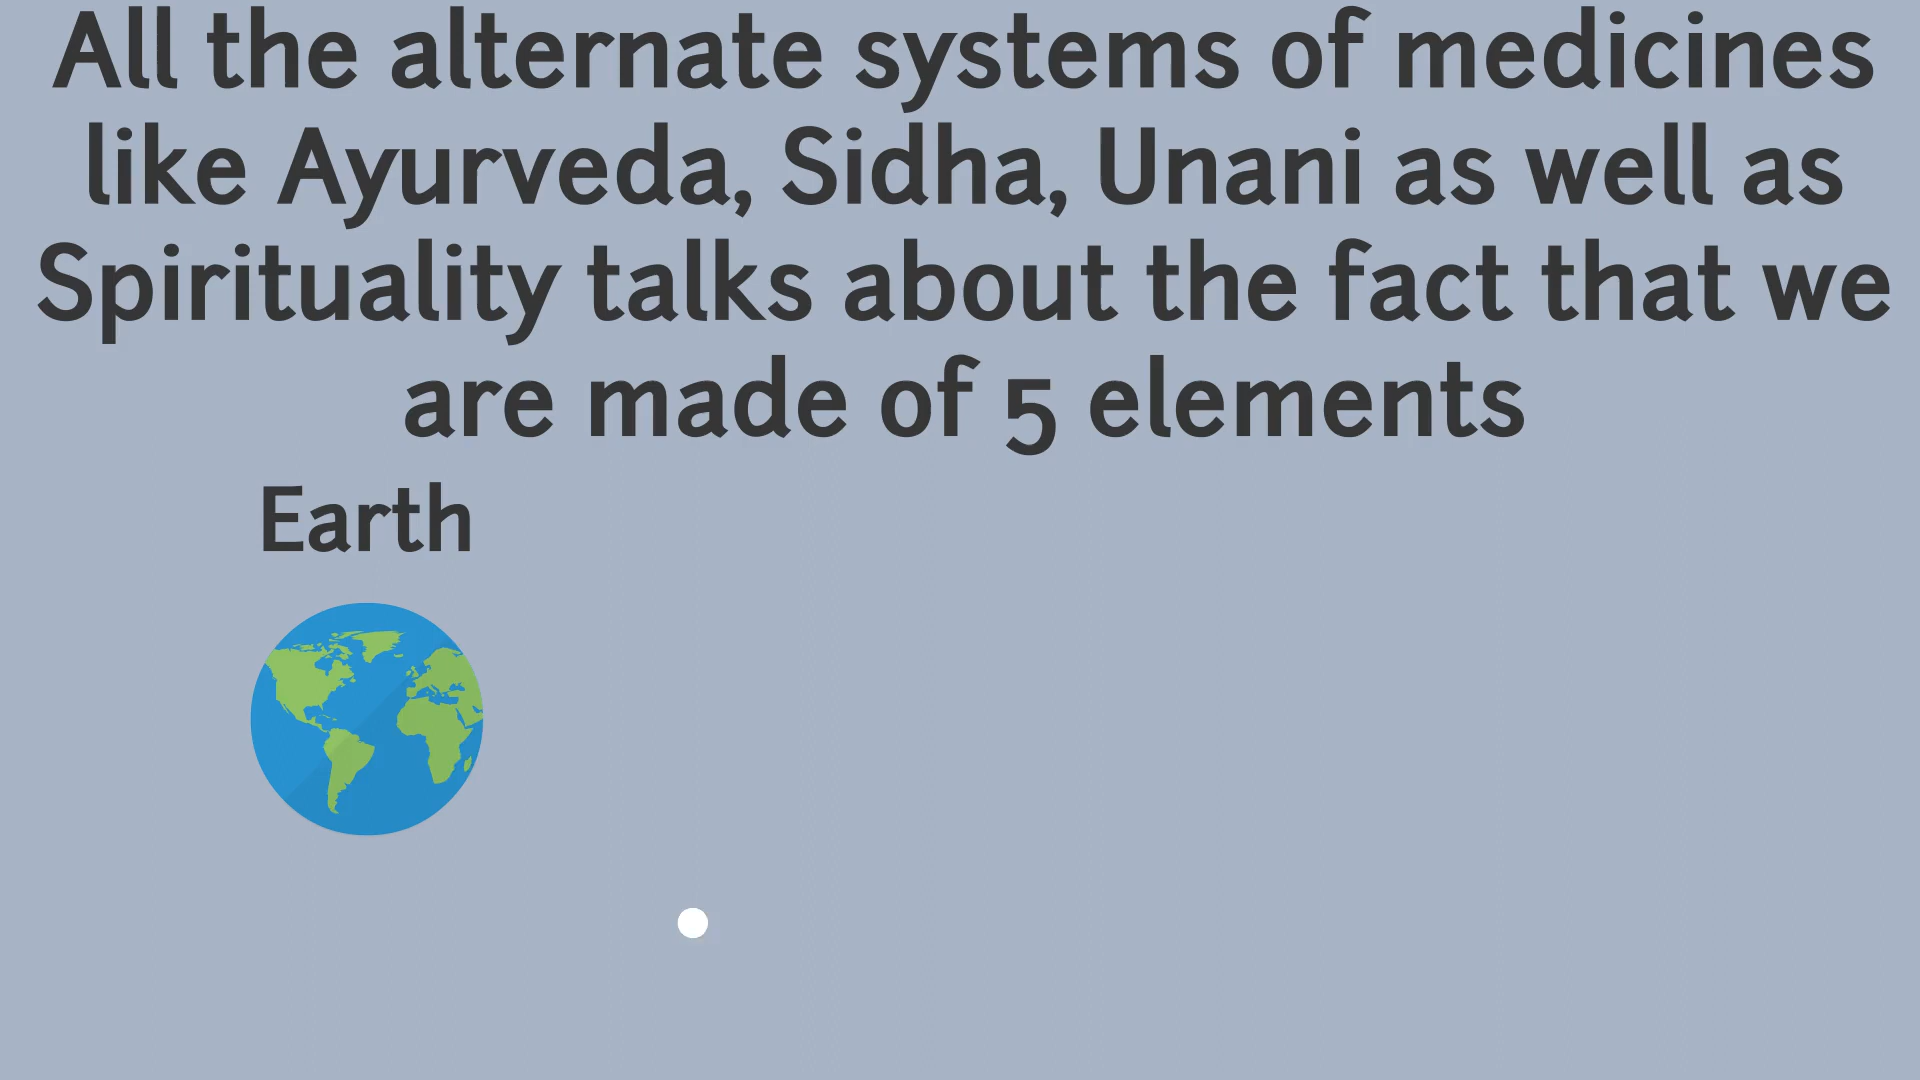 All the alternate systems of medicines
like Ayurveda, Sidha, Unani as well as
Spirituality talks about the fact that we
are made of 5 elements
Earth